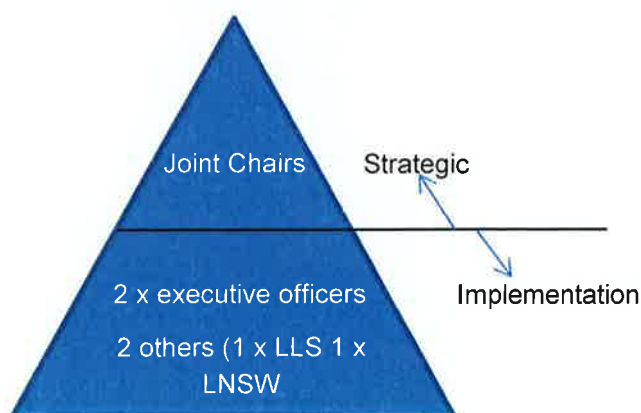 Joint Chairs
Strategic
2 x executive officers
Implementation
2 others (1 x LLS 1 x
LNSW